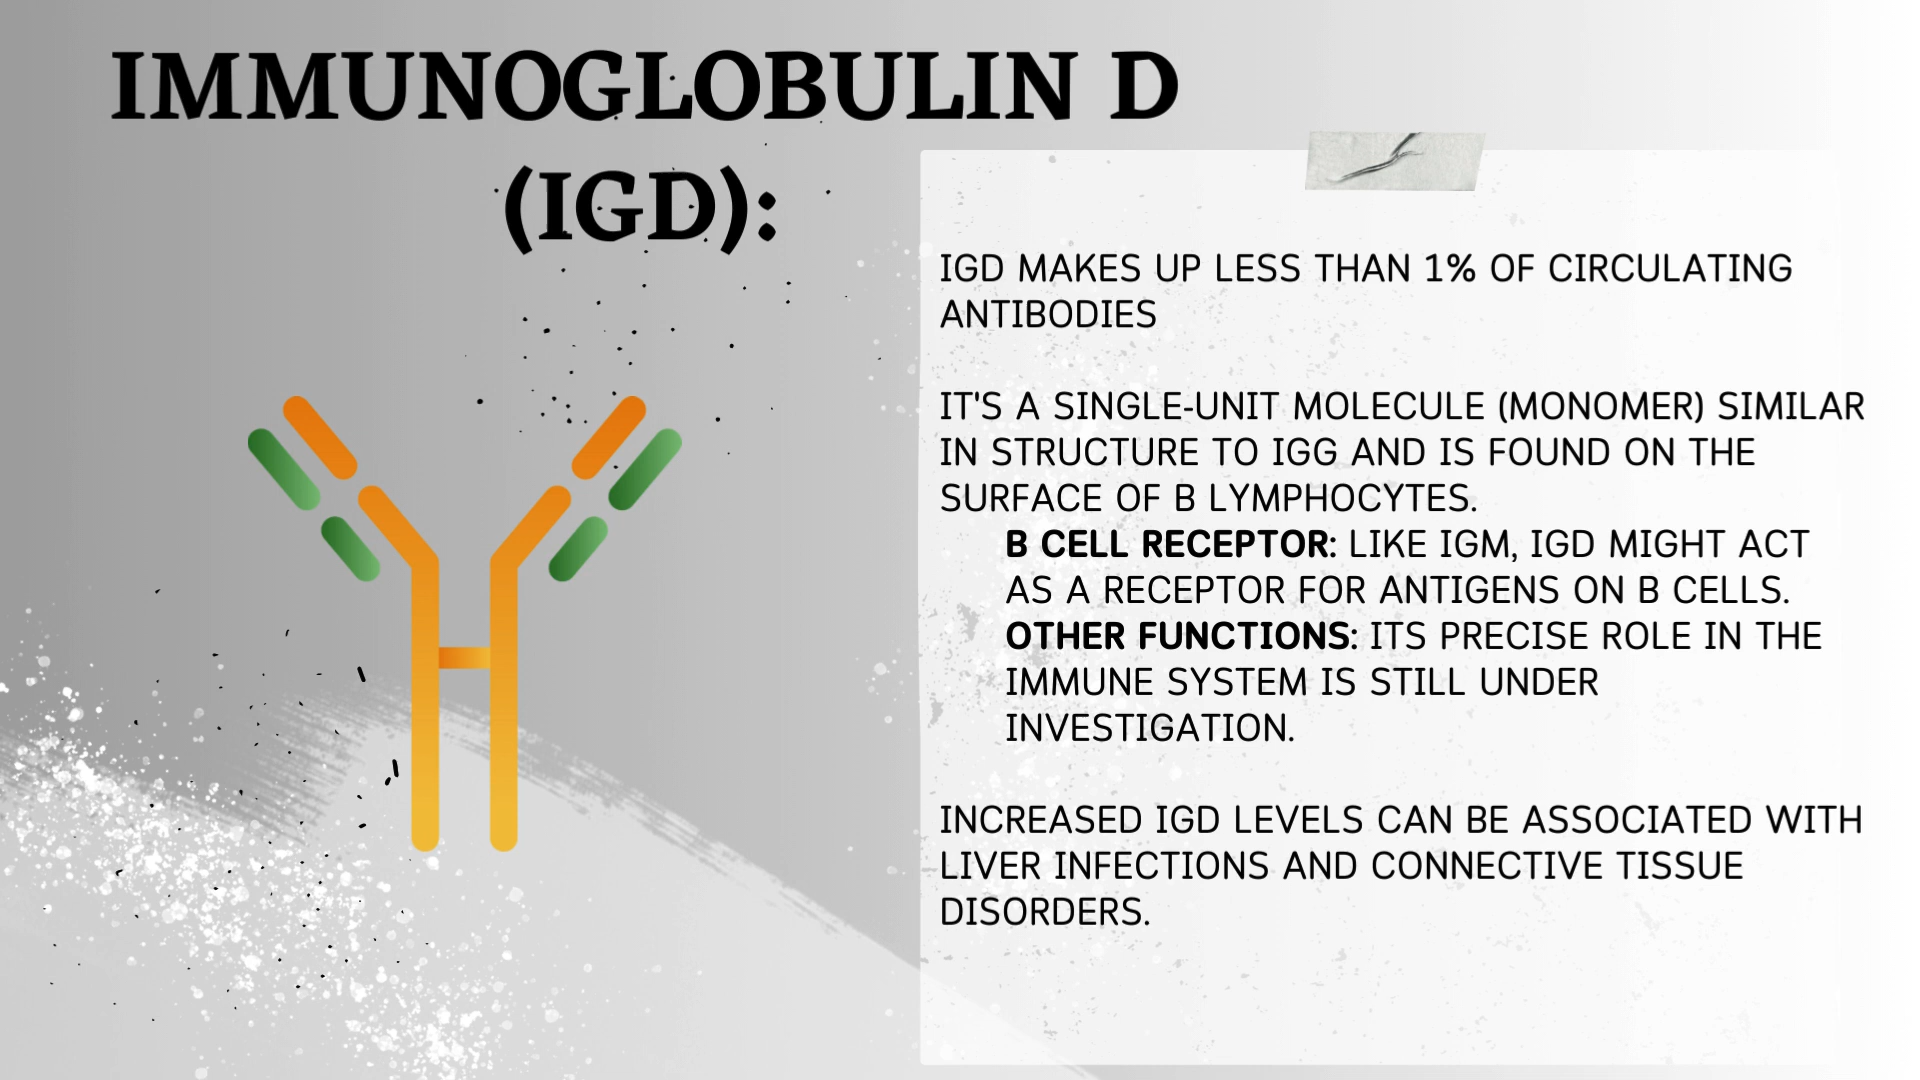 IMMUNOGLOBULIN D
(IGD):
IGD MAKES UP LESS THAN 1% OF CIRCULATING
ANTIBODIES
IT'S A SINGLE-UNIT MOLECULE (MONOMER) SIMILAR
IN STRUCTURE TO IGG AND IS FOUND ON THE
SURFACE OF B LYMPHOCYTES.
B CELL RECEPTOR: LIKE IGM, IGD MIGHT ACT
AS A RECEPTOR FOR ANTIGENS ON B CELLS.
OTHER FUNCTIONS: ITS PRECISE ROLE IN THE
IMMUNE SYSTEM IS STILL UNDER
INVESTIGATION.
INCREASED IGD LEVELS CAN BE ASSOCIATED WITH
LIVER INFECTIONS AND CONNECTIVE TISSUE
DISORDERS.